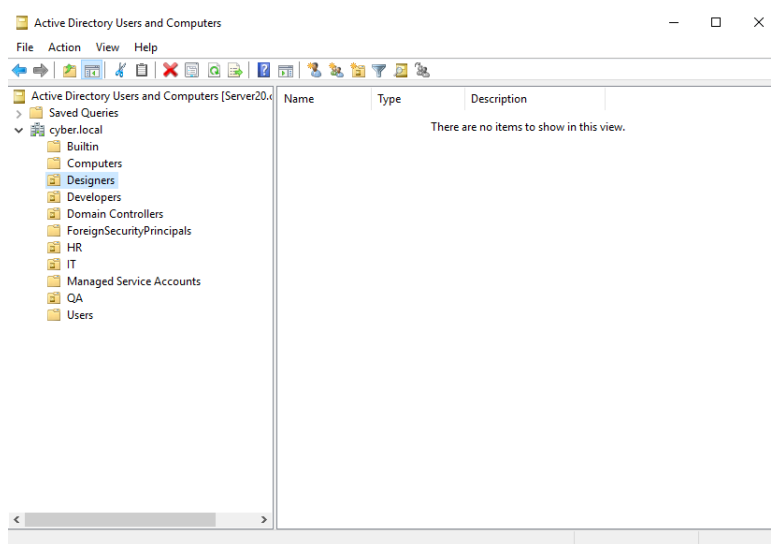 Active Directory Users and Computers
File Action View Help
Active Directory Users and Computers [Server20.c
Name Type Description
Saved Queries
There are no items to show in this view.
cyber.local
Builtin
Computers
Designers
Developers
Domain Controllers
ForeignSecurityPrincipals
HR
IT
Managed Service Accounts
QA
Users